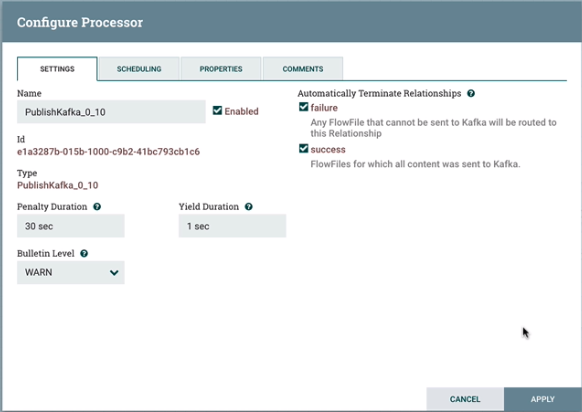 Configure Processor
SETTINGS
SCHEDULING
PROPERTIES
COMMENTS
Name
PublishKafka_0_10
Enabled
Id
e1a3287b-015b-1000-c9b2-41bc793cb1c6
Type
PublishKafka_0_10
Penalty Duration ?
Yield Duration ?
30 sec
1 sec
Bulletin Level ?
WARN
Automatically Terminate Relationships ?
failure
Any FlowFile that cannot be sent to Kafka will be routed to
this Relationship
success
FlowFiles for which all content was sent to Kafka.
CANCEL
APPLY